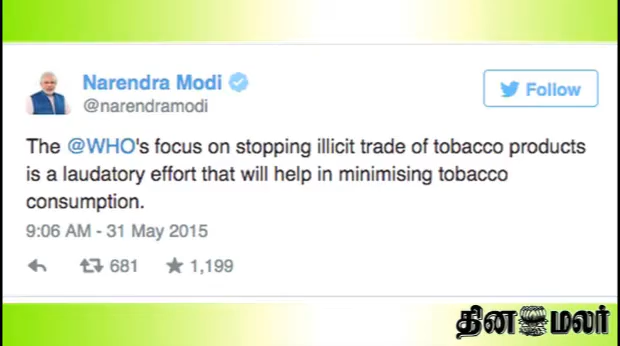 Narendra Modi
@narendramodi
Follow
The @WHO's focus on stopping illicit trade of tobacco products
is a laudatory effort that will help in minimising tobacco
consumption.
9:06 AM - 31 May 2015
681 1,199
தினமலர்